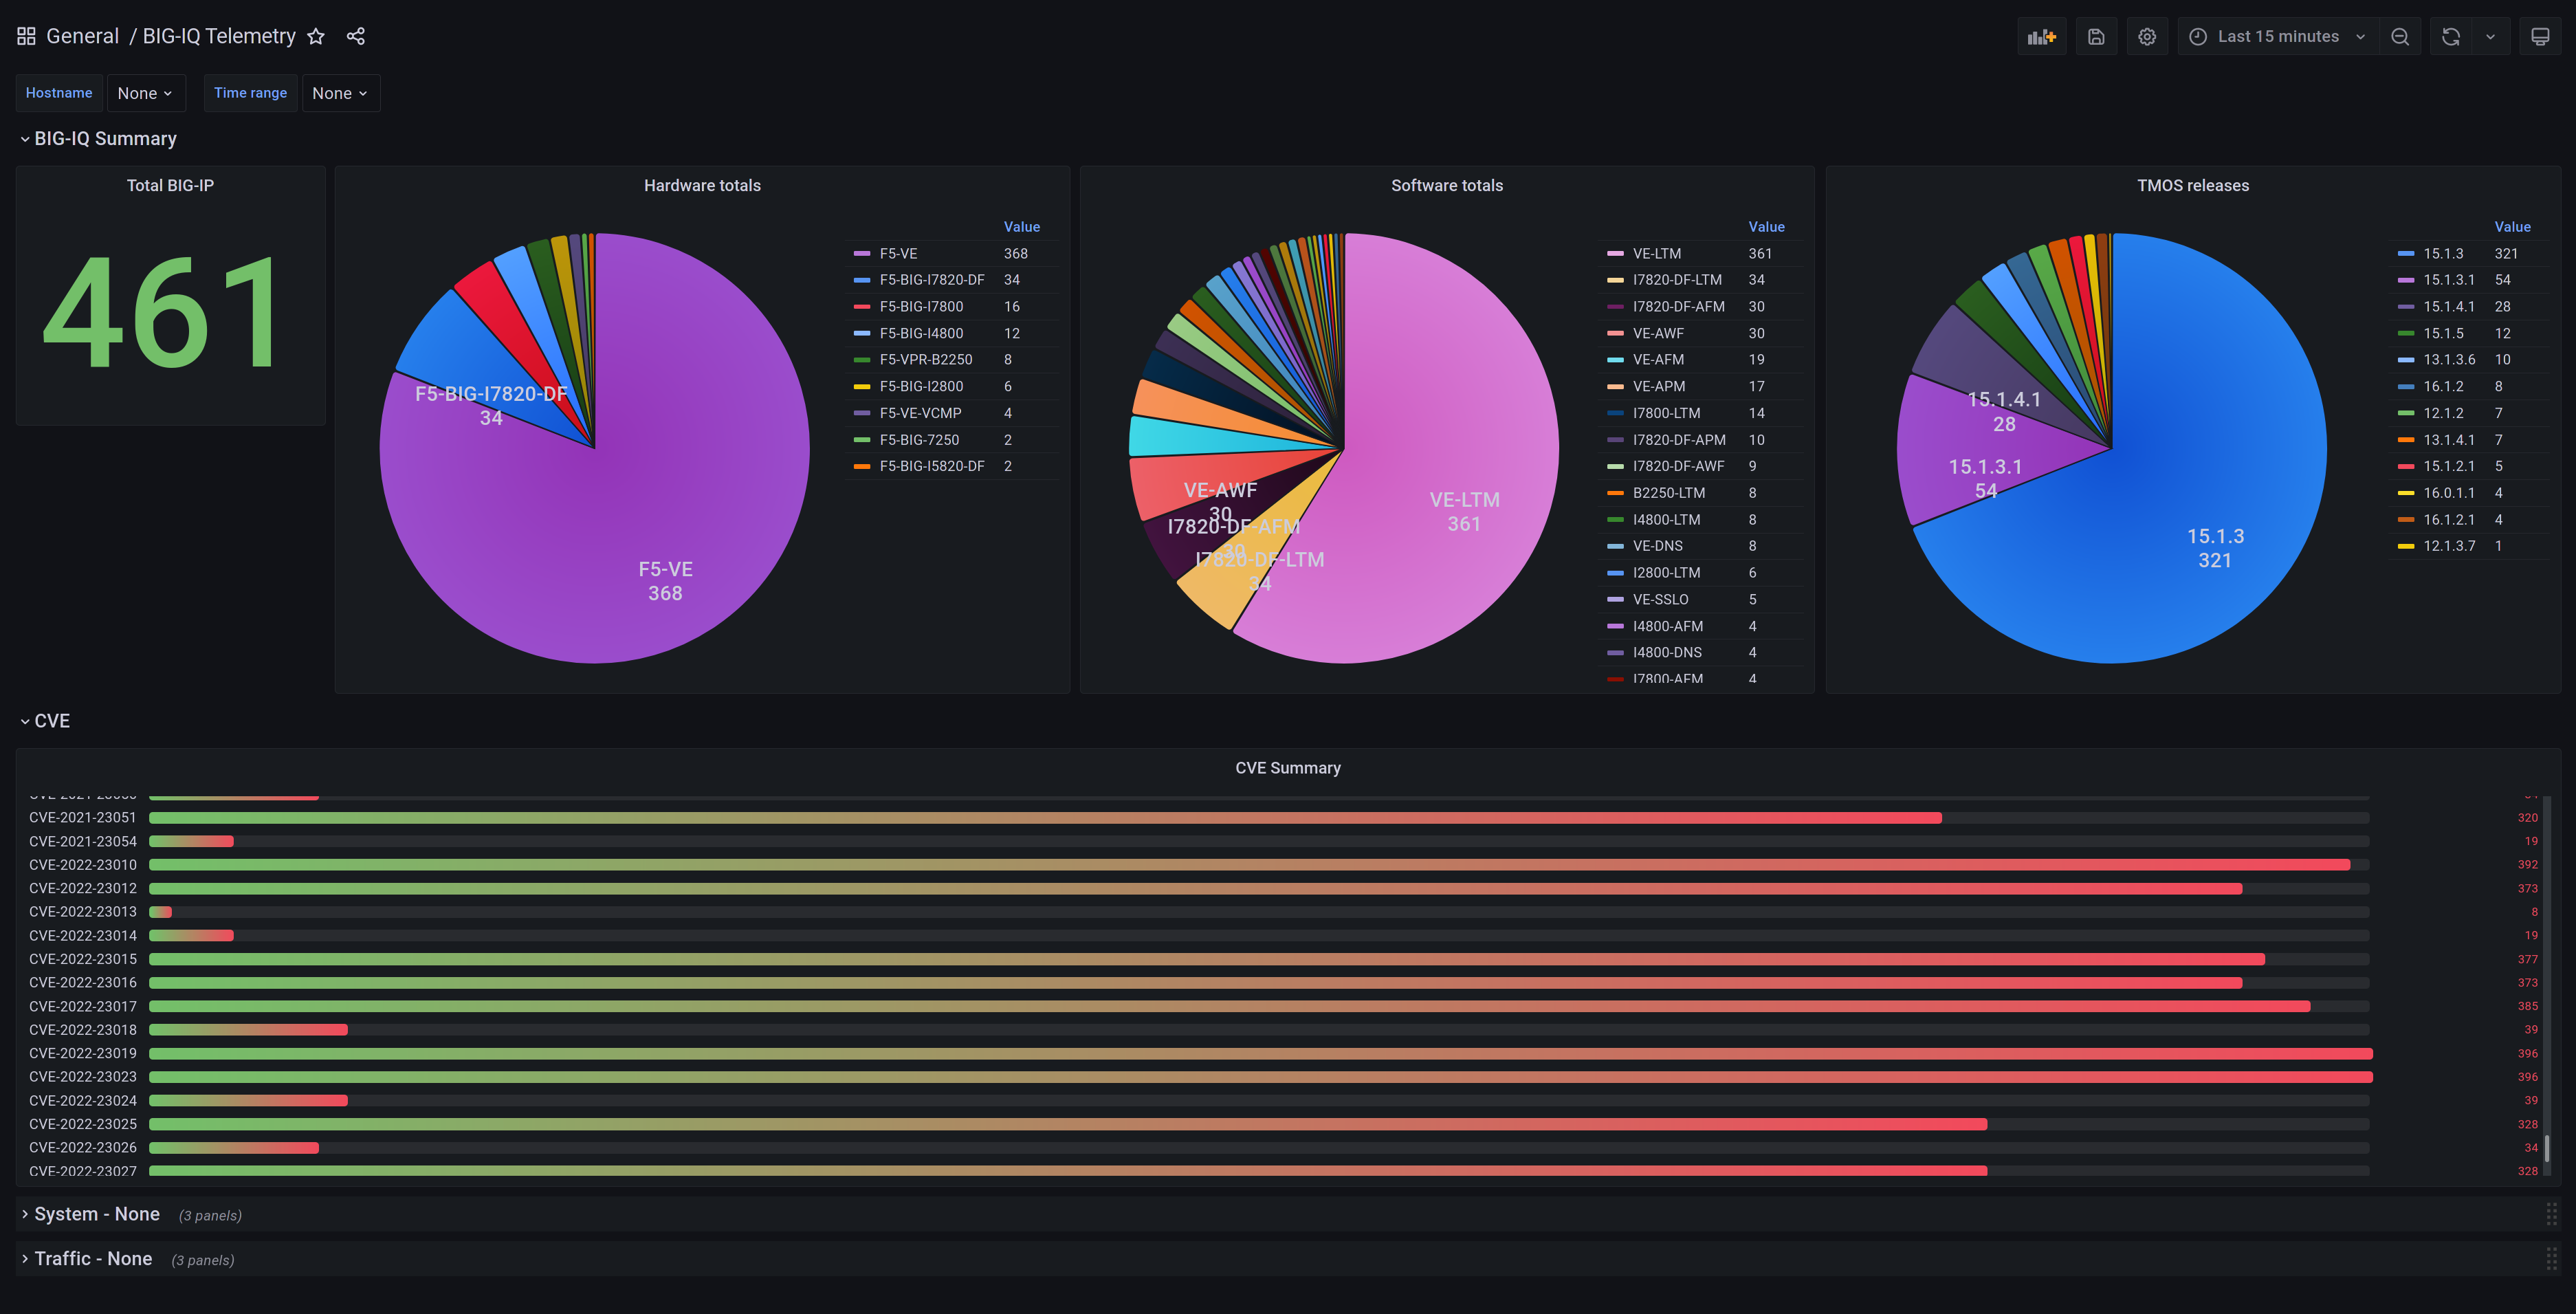 General / BIG-IQ Telemetry
Last 15 minutes
Hostname None Time range None
BIG-IQ Summary
Total BIG-IP
461
Hardware totals
F5-BIG-I7820-DF
34
F5-VE
368
Value
F5-VE 368
F5-BIG-I7820-DF 34
F5-BIG-I7800 16
F5-BIG-I4800 12
F5-VPR-B2250 8
F5-BIG-I2800 6
F5-VE-VCMP 4
F5-BIG-7250 2
F5-BIG-I5820-DF 2
Software totals
VE-AWF
30
I7820-DF-AFM
30
I7820-DF-LTM
34
VE-LTM
361
Value
VE-LTM 361
I7820-DF-LTM 34
I7820-DF-AFM 30
VE-AWF 30
VE-AFM 19
VE-APM 17
I7800-LTM 14
I7820-DF-APM 10
I7820-DF-AWF 9
B2250-LTM 8
I4800-LTM 8
VE-DNS 8
I2800-LTM 6
VE-SSLO 5
I4800-AFM 4
I4800-DNS 4
I7800-AFM 4
TMOS releases
15.1.4.1
28
15.1.3.1
54
15.1.3
321
Value
15.1.3 321
15.1.3.1 54
15.1.4.1 28
15.1.5 12
13.1.3.6 10
16.1.2 8
12.1.2 7
13.1.4.1 7
15.1.2.1 5
16.0.1.1 4
16.1.2.1 4
12.1.3.7 1
CVE
CVE Summary
CVE-2021-23051 320
CVE-2021-23054 19
CVE-2022-23010 392
CVE-2022-23012 373
CVE-2022-23013 8
CVE-2022-23014 19
CVE-2022-23015 377
CVE-2022-23016 373
CVE-2022-23017 385
CVE-2022-23018 39
CVE-2022-23019 396
CVE-2022-23023 396
CVE-2022-23024 39
CVE-2022-23025 328
CVE-2022-23026 34
CVE-2022-23027 328
System - None (3 panels)
Traffic - None (3 panels)